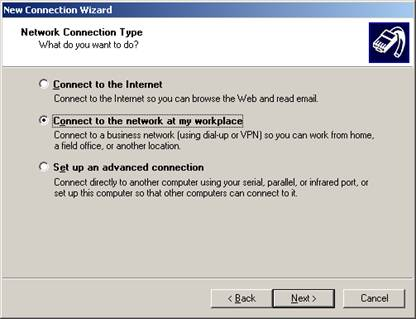 New Connection Wizard
Network Connection Type
What do you want to do?
Connect to the Internet
Connect to the Internet so you can browse the Web and read email.
Connect to the network at my workplace
Connect to a business network (using dial-up or VPN) so you can work from home,
a field office, or another location.
Set up an advanced connection
Connect directly to another computer using your serial, parallel, or infrared port, or
set up this computer so that other computers can connect to it.
< Back
Next >
Cancel